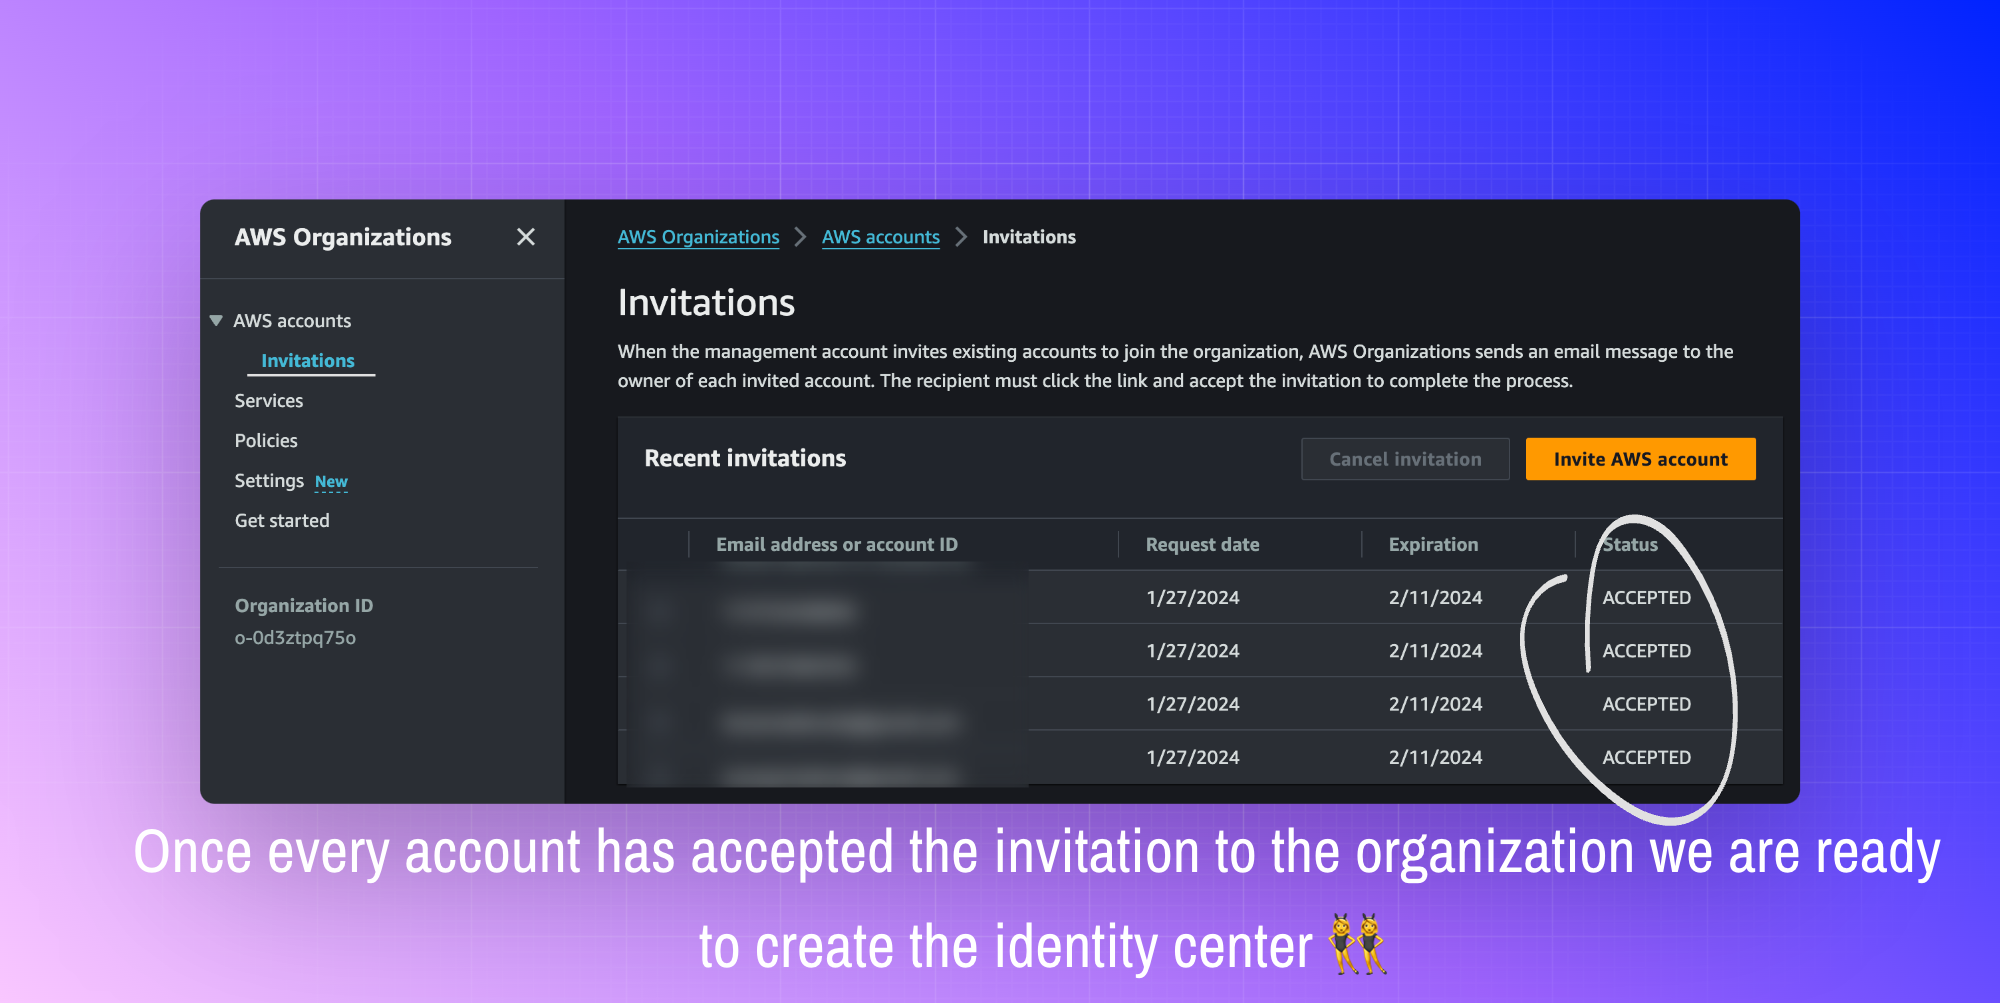 AWS Organizations
AWS accounts
Invitations
Services
Policies
Settings New
Get started
Organization ID
o-0d3ztpq75o
AWS Organizations AWS accounts Invitations
Invitations
When the management account invites existing accounts to join the organization, AWS Organizations sends an email message to the
owner of each invited account. The recipient must click the link and accept the invitation to complete the process.
Recent invitations Cancel invitation Invite AWS account
Email address or account ID Request date Expiration Status
1/27/2024 2/11/2024 ACCEPTED
1/27/2024 2/11/2024 ACCEPTED
1/27/2024 2/11/2024 ACCEPTED
1/27/2024 2/11/2024 ACCEPTED
Once every account has accepted the invitation to the organization we are ready
to create the identity center 👯